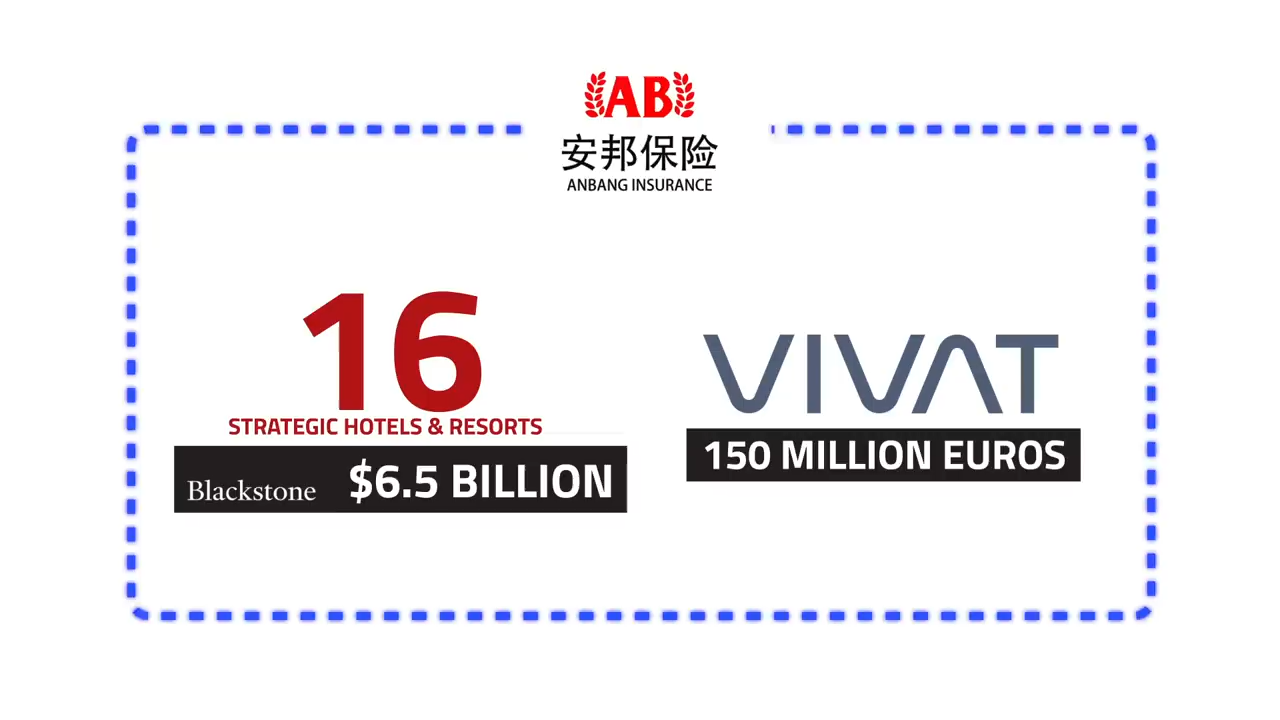 AB
安邦保险
ANBANG INSURANCE
16
STRATEGIC HOTELS & RESORTS
Blackstone $6.5 BILLION
VIVAT
150 MILLION EUROS